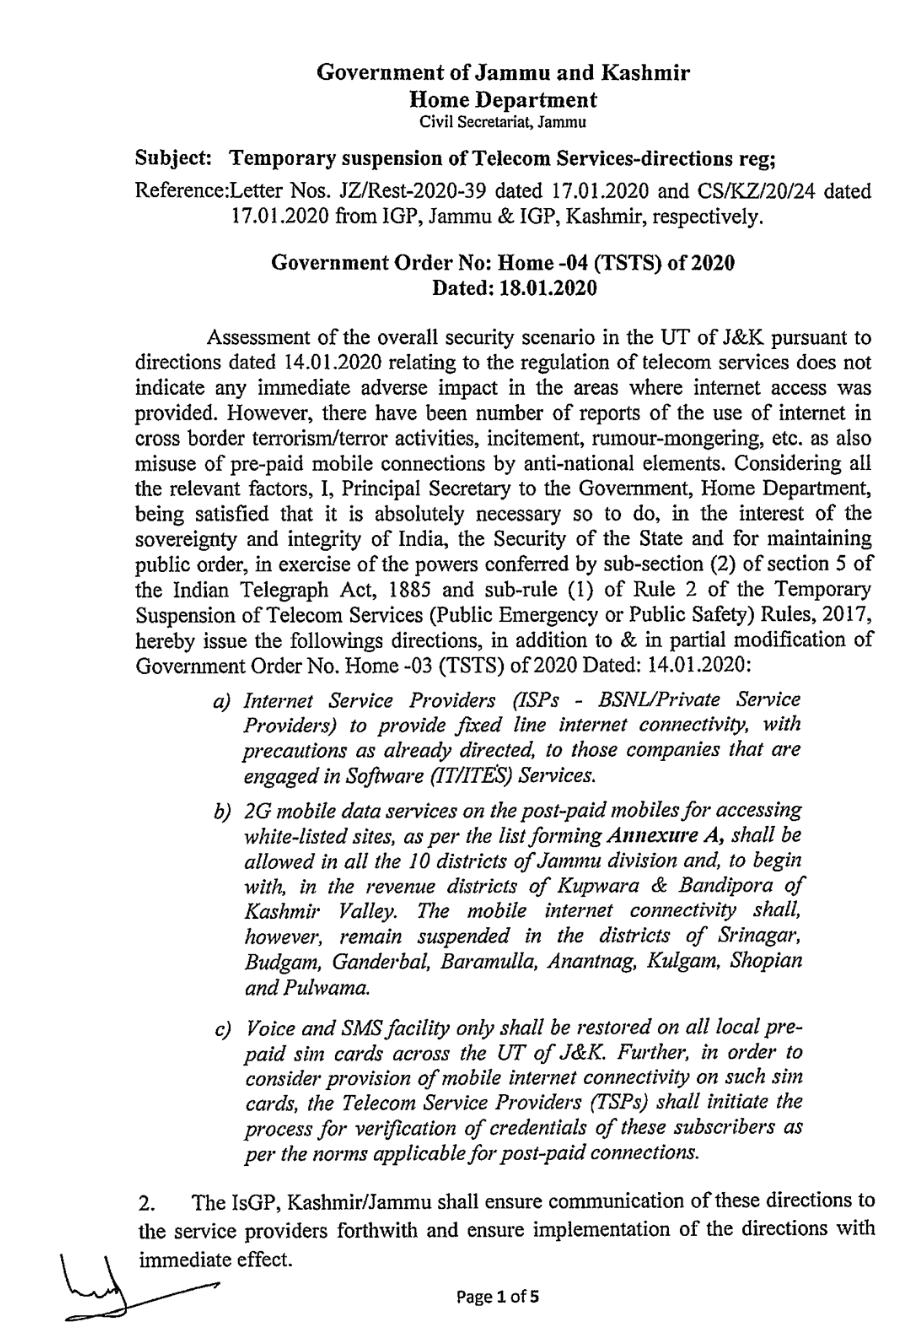 Government of Jammu and Kashmir
Home Department
Civil Secretariat, Jammu
Subject: Temporary suspension of Telecom Services-directions reg;
Reference:Letter Nos. JZ/Rest-2020-39 dated 17.01.2020 and CS/KZ/20/24 dated
17.01.2020 from IGP, Jammu & IGP, Kashmir, respectively.
Government Order No: Home -04 (TSTS) of 2020
Dated: 18.01.2020
Assessment of the overall security scenario in the UT of J&K pursuant to
directions dated 14.01.2020 relating to the regulation of telecom services does not
indicate any immediate adverse impact in the areas where internet access was
provided. However, there have been number of reports of the use of internet in
cross border terrorism/terror activities, incitement, rumour-mongering, etc. as also
misuse of pre-paid mobile connections by anti-national elements. Considering all
the relevant factors, I, Principal Secretary to the Government, Home Department,
being satisfied that it is absolutely necessary so to do, in the interest of the
sovereignty and integrity of India, the Security of the State and for maintaining
public order, in exercise of the powers conferred by sub-section (2) of section 5 of
the Indian Telegraph Act, 1885 and sub-rule (1) of Rule 2 of the Temporary
Suspension of Telecom Services (Public Emergency or Public Safety) Rules, 2017,
hereby issue the followings directions, in addition to & in partial modification of
Government Order No. Home -03 (TSTS) of 2020 Dated: 14.01.2020:
a) Internet Service Providers (ISPs - BSNL/Private Service
Providers) to provide fixed line internet connectivity, with
precautions as already directed, to those companies that are
engaged in Software (IT/ITES) Services.
b) 2G mobile data services on the post-paid mobiles for accessing
white-listed sites, as per the list forming Annexure A, shall be
allowed in all the 10 districts of Jammu division and, to begin
with, in the revenue districts of Kupwara & Bandipora of
Kashmir Valley. The mobile internet connectivity shall,
however, remain suspended in the districts of Srinagar,
Budgam, Ganderbal, Baramulla, Anantnag, Kulgam, Shopian
and Pulwama.
c) Voice and SMS facility only shall be restored on all local pre-
paid sim cards across the UT of J&K. Further, in order to
consider provision of mobile internet connectivity on such sim
cards, the Telecom Service Providers (TSPs) shall initiate the
process for verification of credentials of these subscribers as
per the norms applicable for post-paid connections.
2. The IsGP, Kashmir/Jammu shall ensure communication of these directions to
the service providers forthwith and ensure implementation of the directions with
immediate effect.
Page 1 of 5